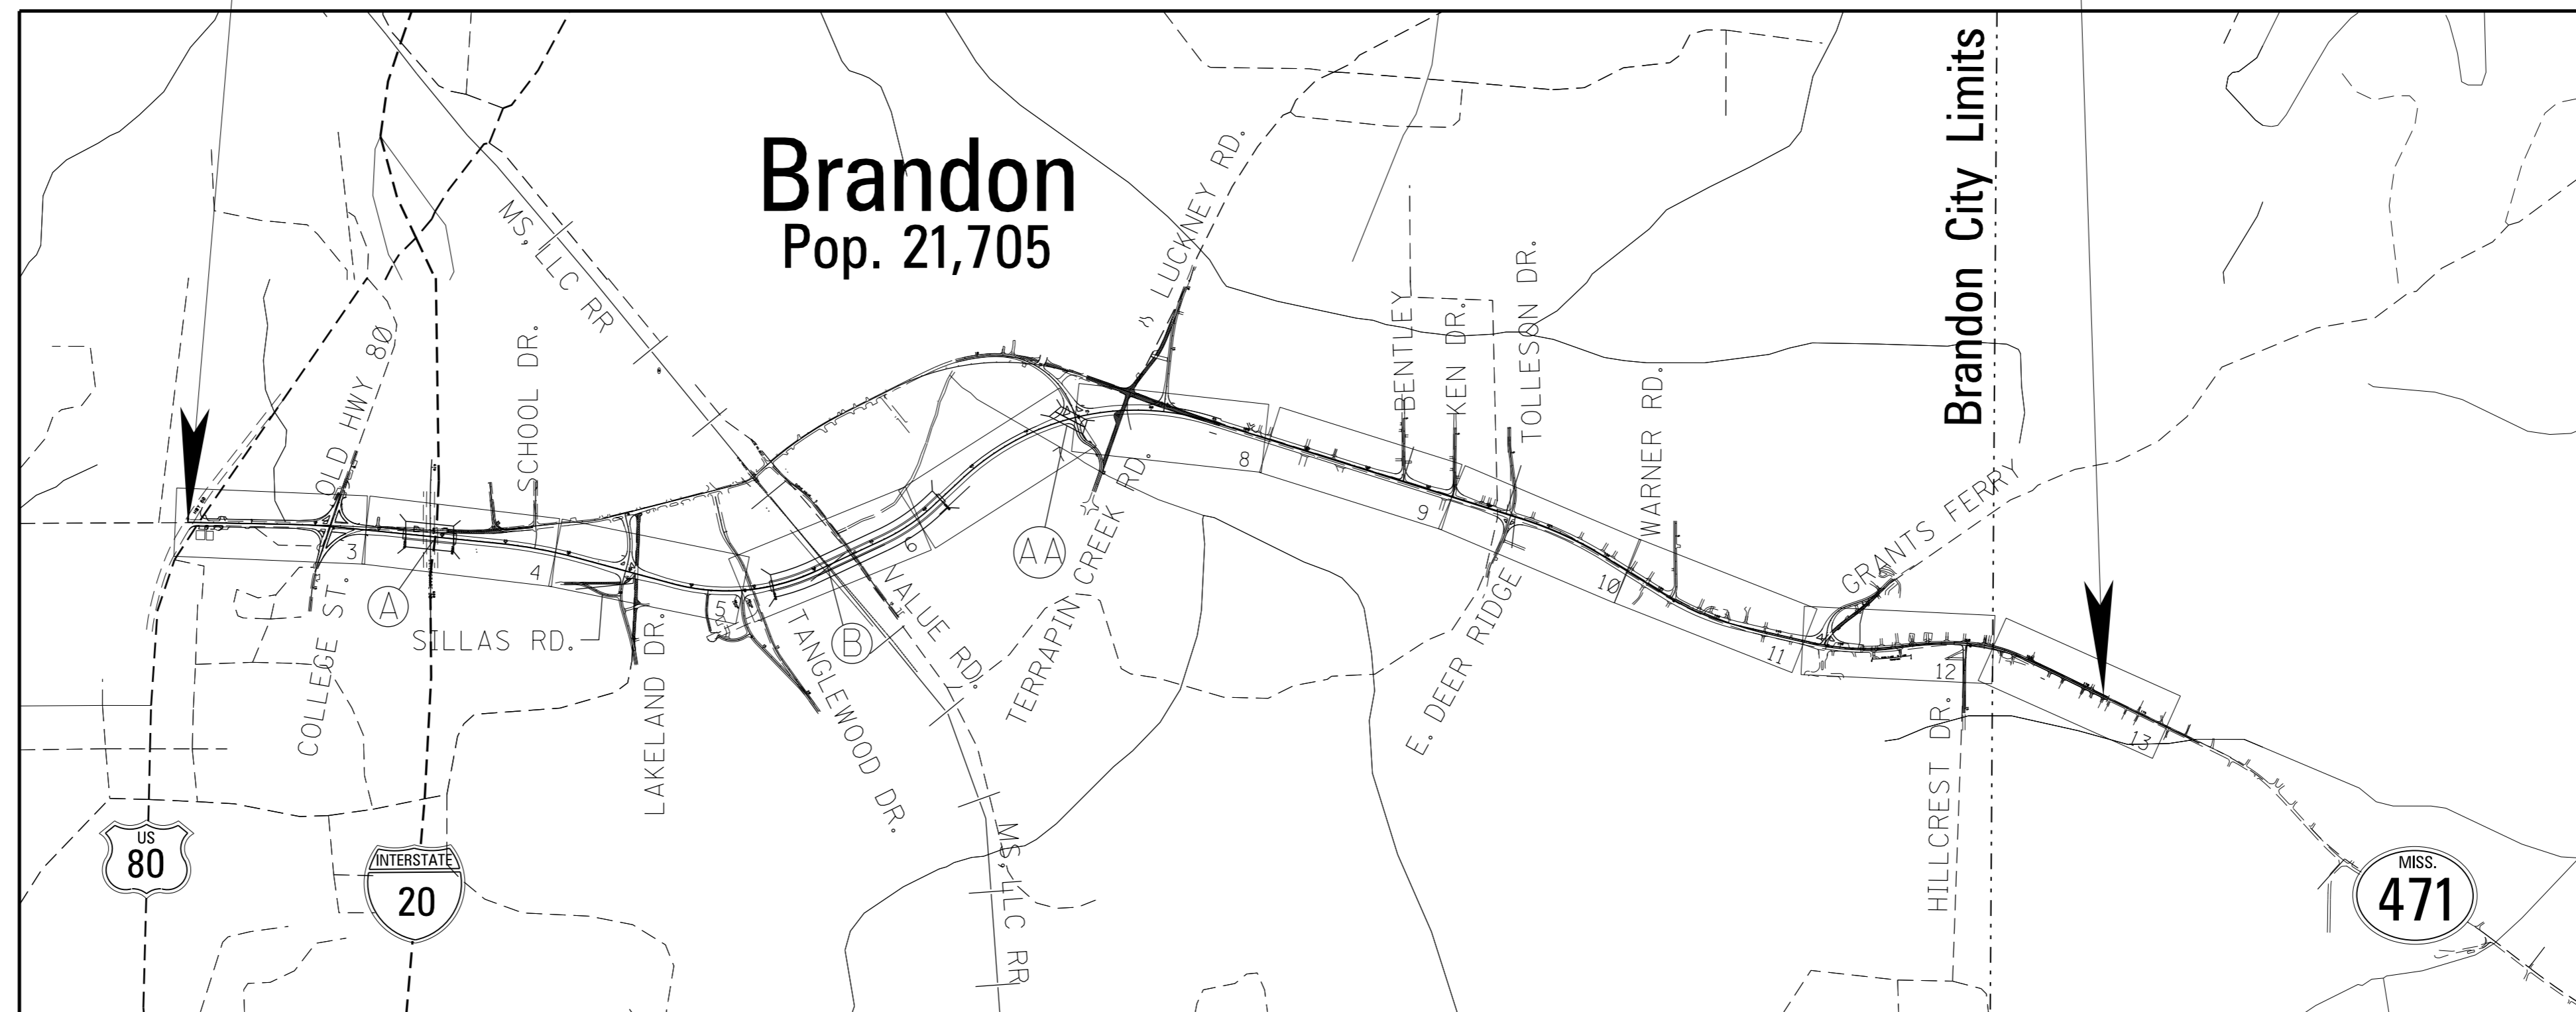 Brandon City Limits
Brandon
Pop. 21,705
LUCKNEY RD.
MS, LLC RR
OLD HWY 80
SCHOOL DR.
BENTLEY
KEN DR.
TOLLESON DR.
WARNER RD.
GRANTS FERRY
3
4
5
6
8
9
10
11
12
13
A
B
AA
SILLAS RD.
COLLEGE ST.
LAKELAND DR.
TANGLEWOOD DR.
VALUE RD.
TERRAPIN CREEK RD.
E. DEER RIDGE
HILLCREST DR.
MS, LLC RR
US
80
INTERSTATE
20
MISS.
471